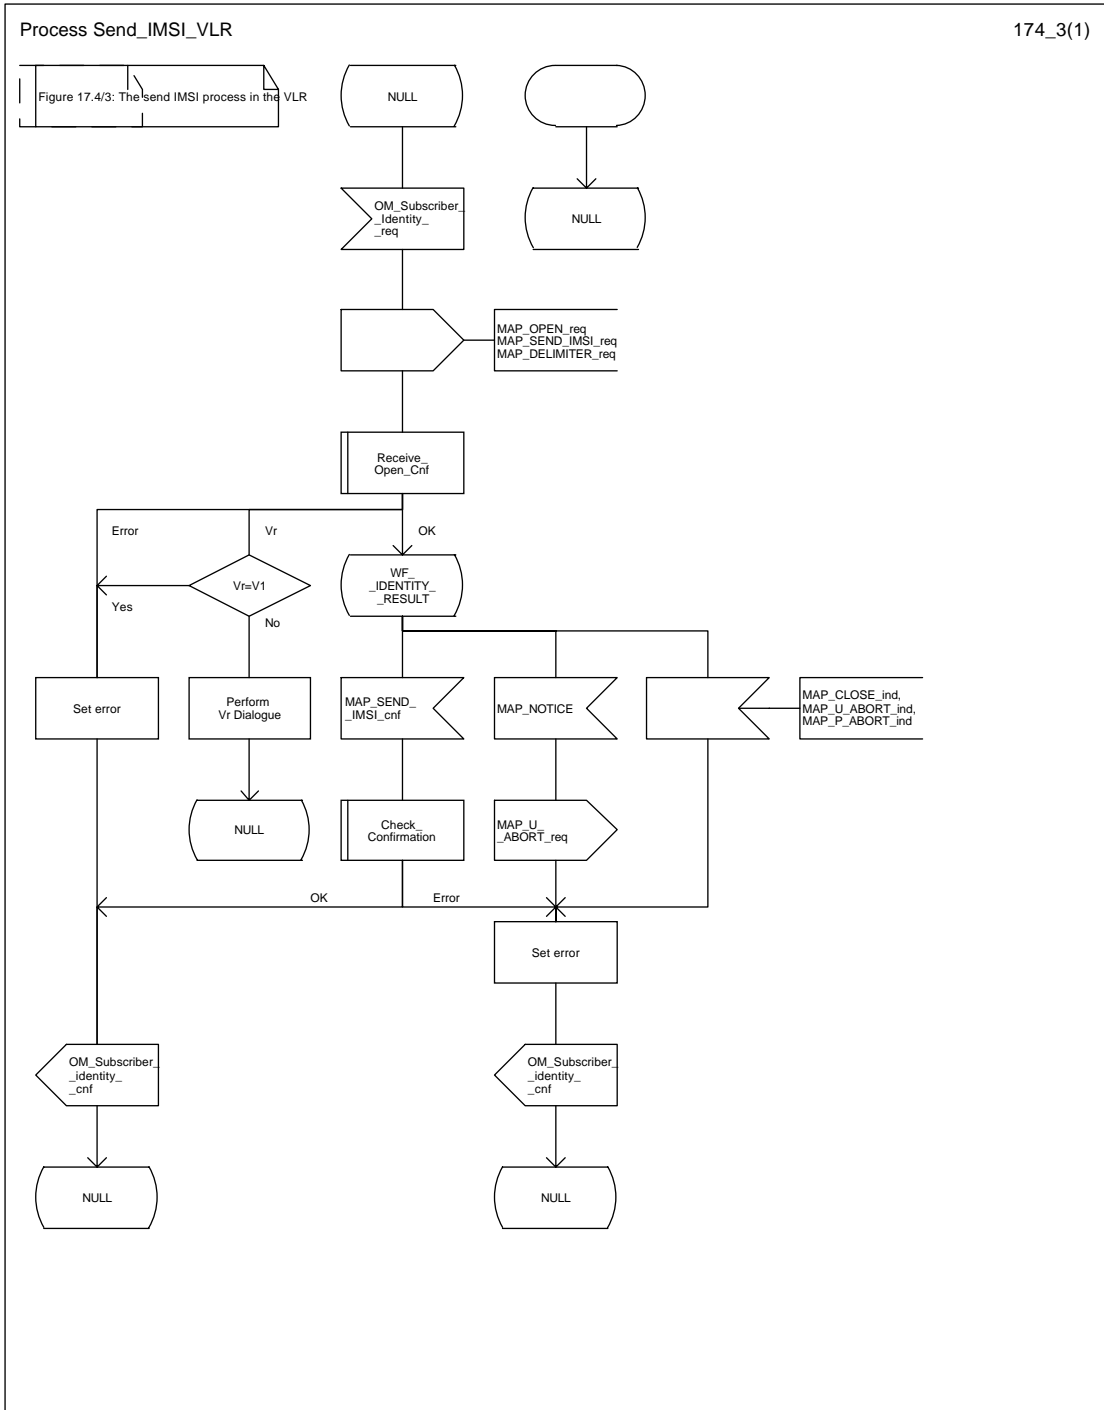 Process Send_IMSI_VLR
174_3(1)
Figure 17.4/3: The send IMSI process in the VLR
NULL
OM_Subscriber_
_Identity_
_req
NULL
MAP_OPEN_req
MAP_SEND_IMSI_req
MAP_DELIMITER_req
Receive_
Open_Cnf
Error
Vr
OK
Vr=V1
WF_
_IDENTITY_
_RESULT
Yes
No
Set error
Perform
Vr Dialogue
MAP_SEND_
_IMSI_cnf
MAP_NOTICE
MAP_CLOSE_ind,
MAP_U_ABORT_ind,
MAP_P_ABORT_ind
NULL
Check_
Confirmation
MAP_U_
_ABORT_req
OK
Error
Set error
OM_Subscriber_
_identity_
_cnf
OM_Subscriber_
_identity_
_cnf
NULL
NULL